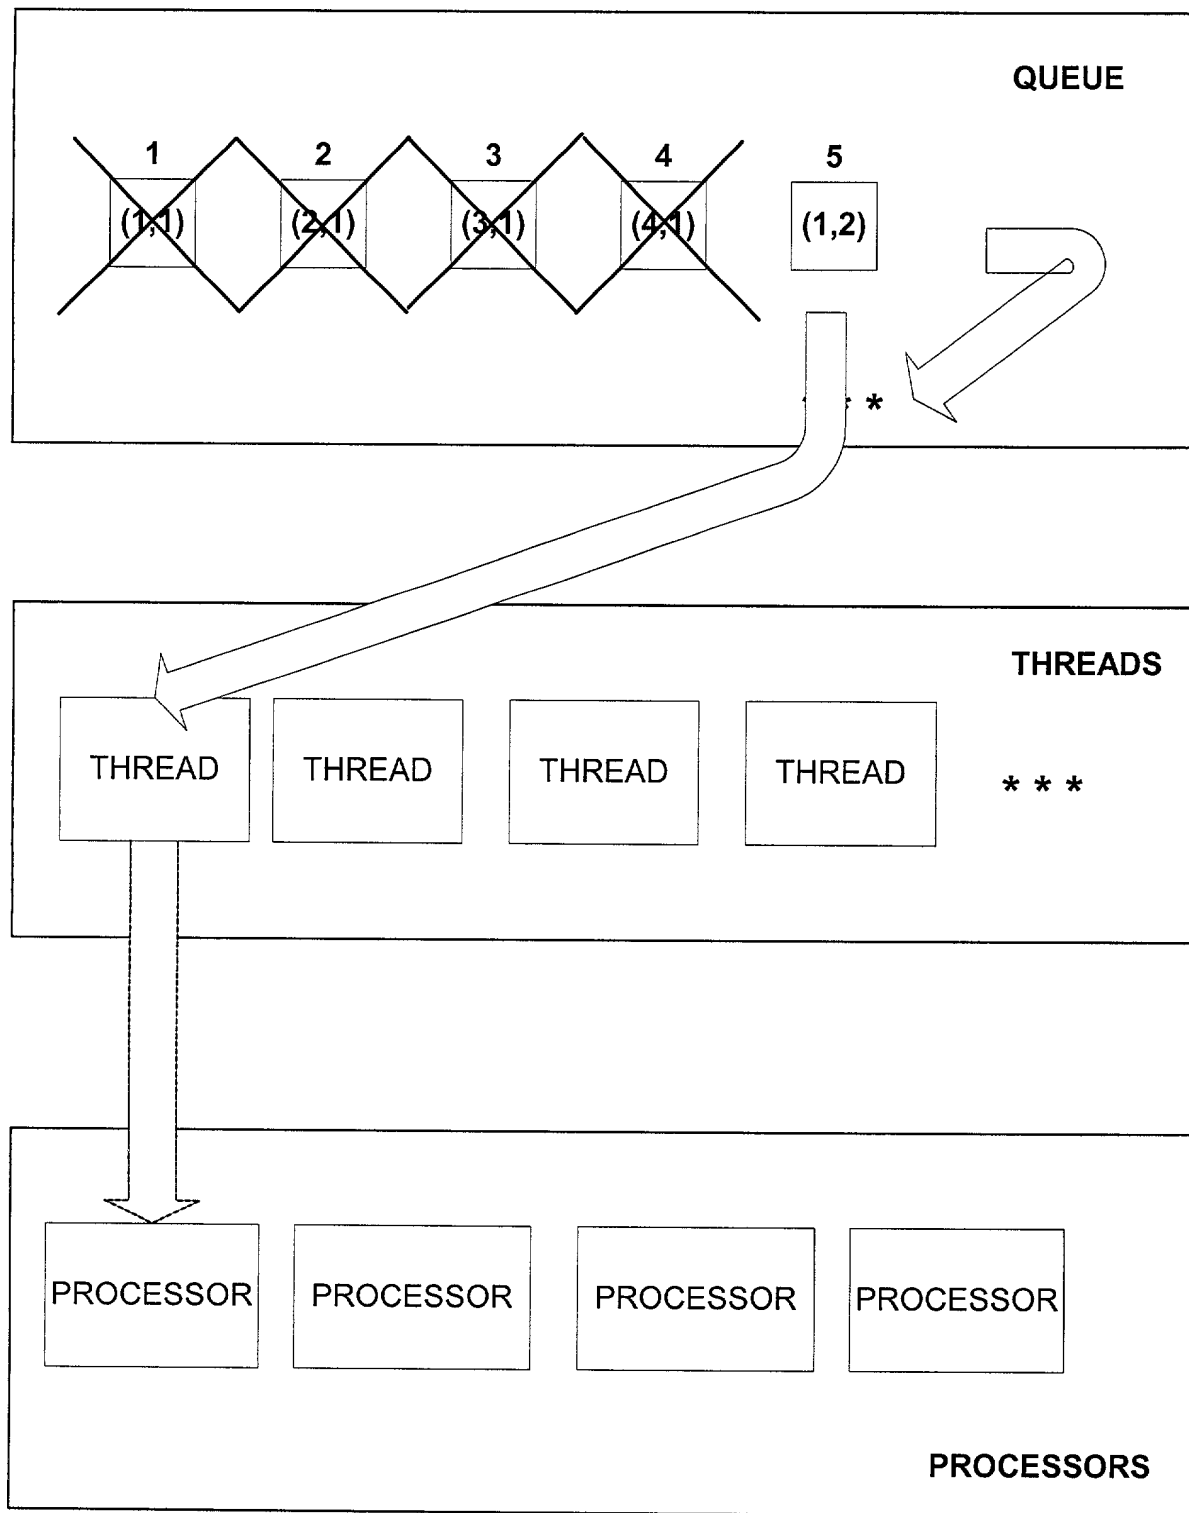 QUEUE
1 2 3 4 5
(1,1) (2,1) (3,1) (4,1) (1,2)
* *
THREADS
THREAD THREAD THREAD THREAD
* * *
PROCESSOR PROCESSOR PROCESSOR PROCESSOR
PROCESSORS